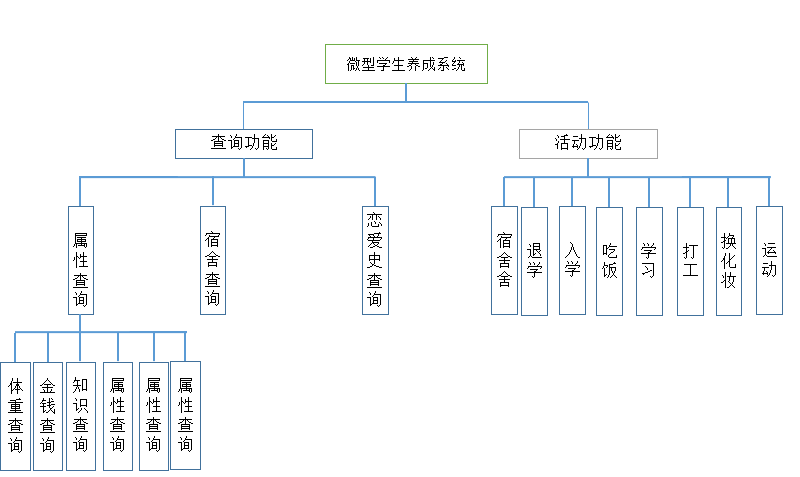 微型学生养成系统
查询功能
活动功能
属性查询
宿舍查询
恋爱史查询
宿舍舍
退学
入学
吃饭
学习
打工
换化妆
运动
体重查询
金钱查询
知识查询
属性查询
属性查询
属性查询